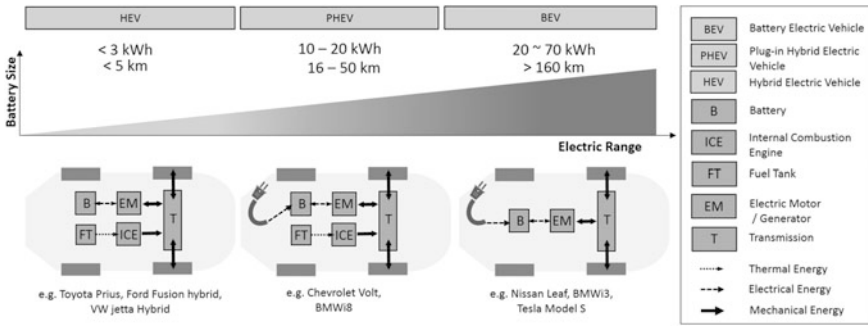 HEV
PHEV
BEV
< 3 kWh
< 5 km
10 – 20 kWh
16 – 50 km
20 ~ 70 kWh
> 160 km
Battery Size
Electric Range
B
EM
FT
ICE
T
e.g. Toyota Prius, Ford Fusion hybrid,
VW jetta Hybrid
B
EM
FT
ICE
T
e.g. Chevrolet Volt,
BMWi8
B
EM
T
e.g. Nissan Leaf, BMWi3,
Tesla Model S
BEV Battery Electric Vehicle
PHEV Plug-in Hybrid Electric
Vehicle
HEV Hybrid Electric Vehicle
B Battery
ICE Internal Combustion
Engine
FT Fuel Tank
EM Electric Motor
/ Generator
T Transmission
Thermal Energy
Electrical Energy
Mechanical Energy